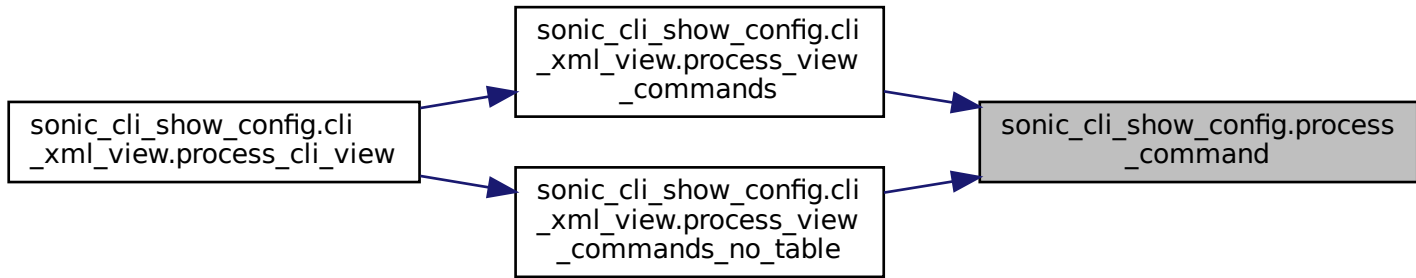 sonic_cli_show_config.cli
_xml_view.process_cli_view
sonic_cli_show_config.cli
_xml_view.process_view
_commands
sonic_cli_show_config.cli
_xml_view.process_view
_commands_no_table
sonic_cli_show_config.process
_command